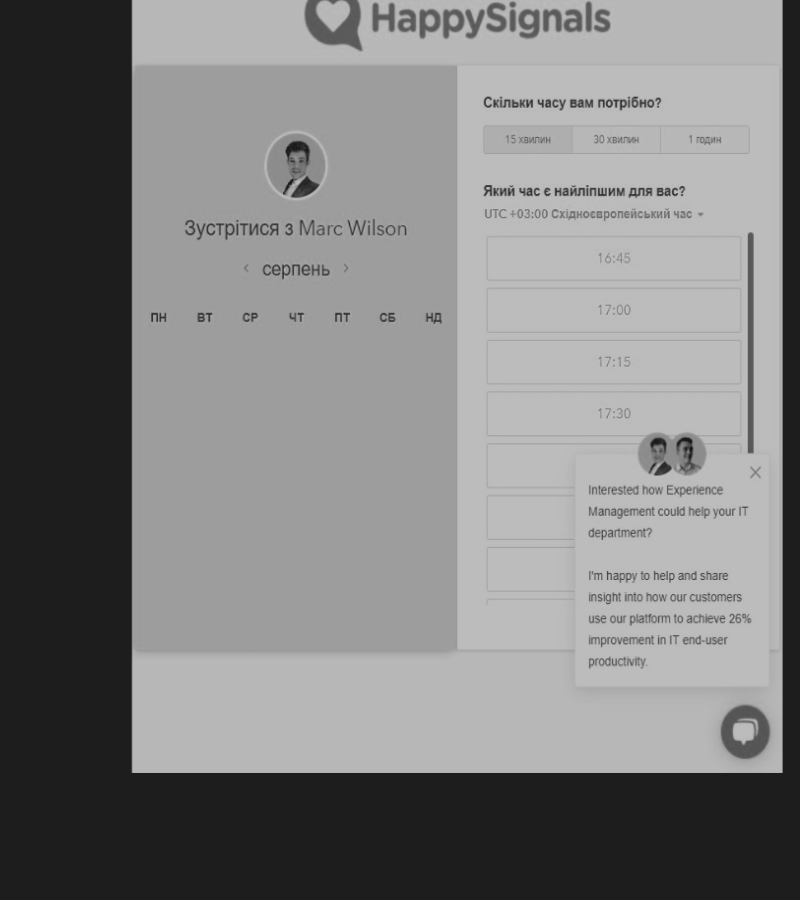 HappySignals
Зустрітися з Marc Wilson
серпень
ПН ВТ СР ЧТ ПТ СБ НД
Скільки часу вам потрібно?
15 хвилин 30 хвилин 1 годин
Який час є найліпшим для вас?
UTC +03:00 Східноєвропейський час
16:45
17:00
17:15
17:30
Interested how Experience
Management could help your IT
department?
I'm happy to help and share
insight into how our customers
use our platform to achieve 26%
improvement in IT end-user
productivity.